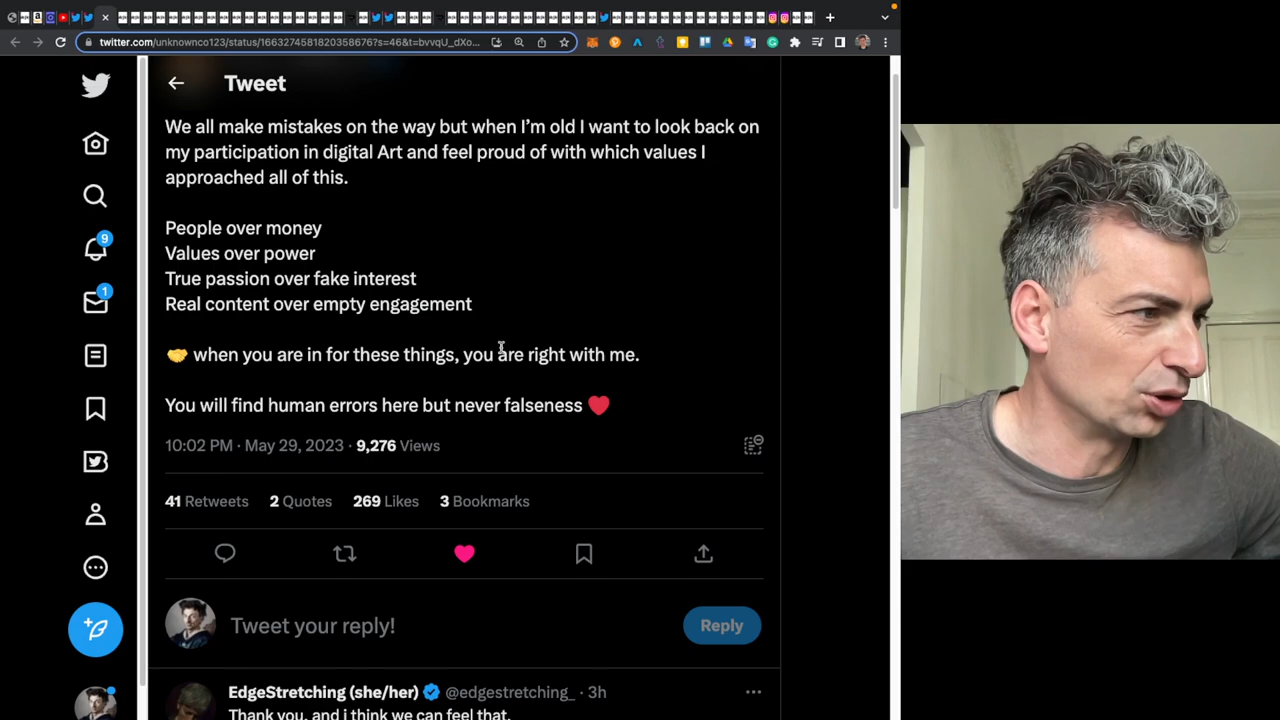 twitter.com/unknownco123/status/1663274581820358676?s=46&t=bvvqU_dXo...
Tweet
We all make mistakes on the way but when I’m old I want to look back on
my participation in digital Art and feel proud of with which values I
approached all of this.
People over money
Values over power
True passion over fake interest
Real content over empty engagement
🤝 when you are in for these things, you are right with me.
You will find human errors here but never falseness ❤️
10:02 PM · May 29, 2023 · 9,276 Views
41 Retweets 2 Quotes 269 Likes 3 Bookmarks
9
1
Tweet your reply!
Reply
EdgeStretching (she/her) @edgestretching_ · 3h
Thank you, and i think we can feel that.